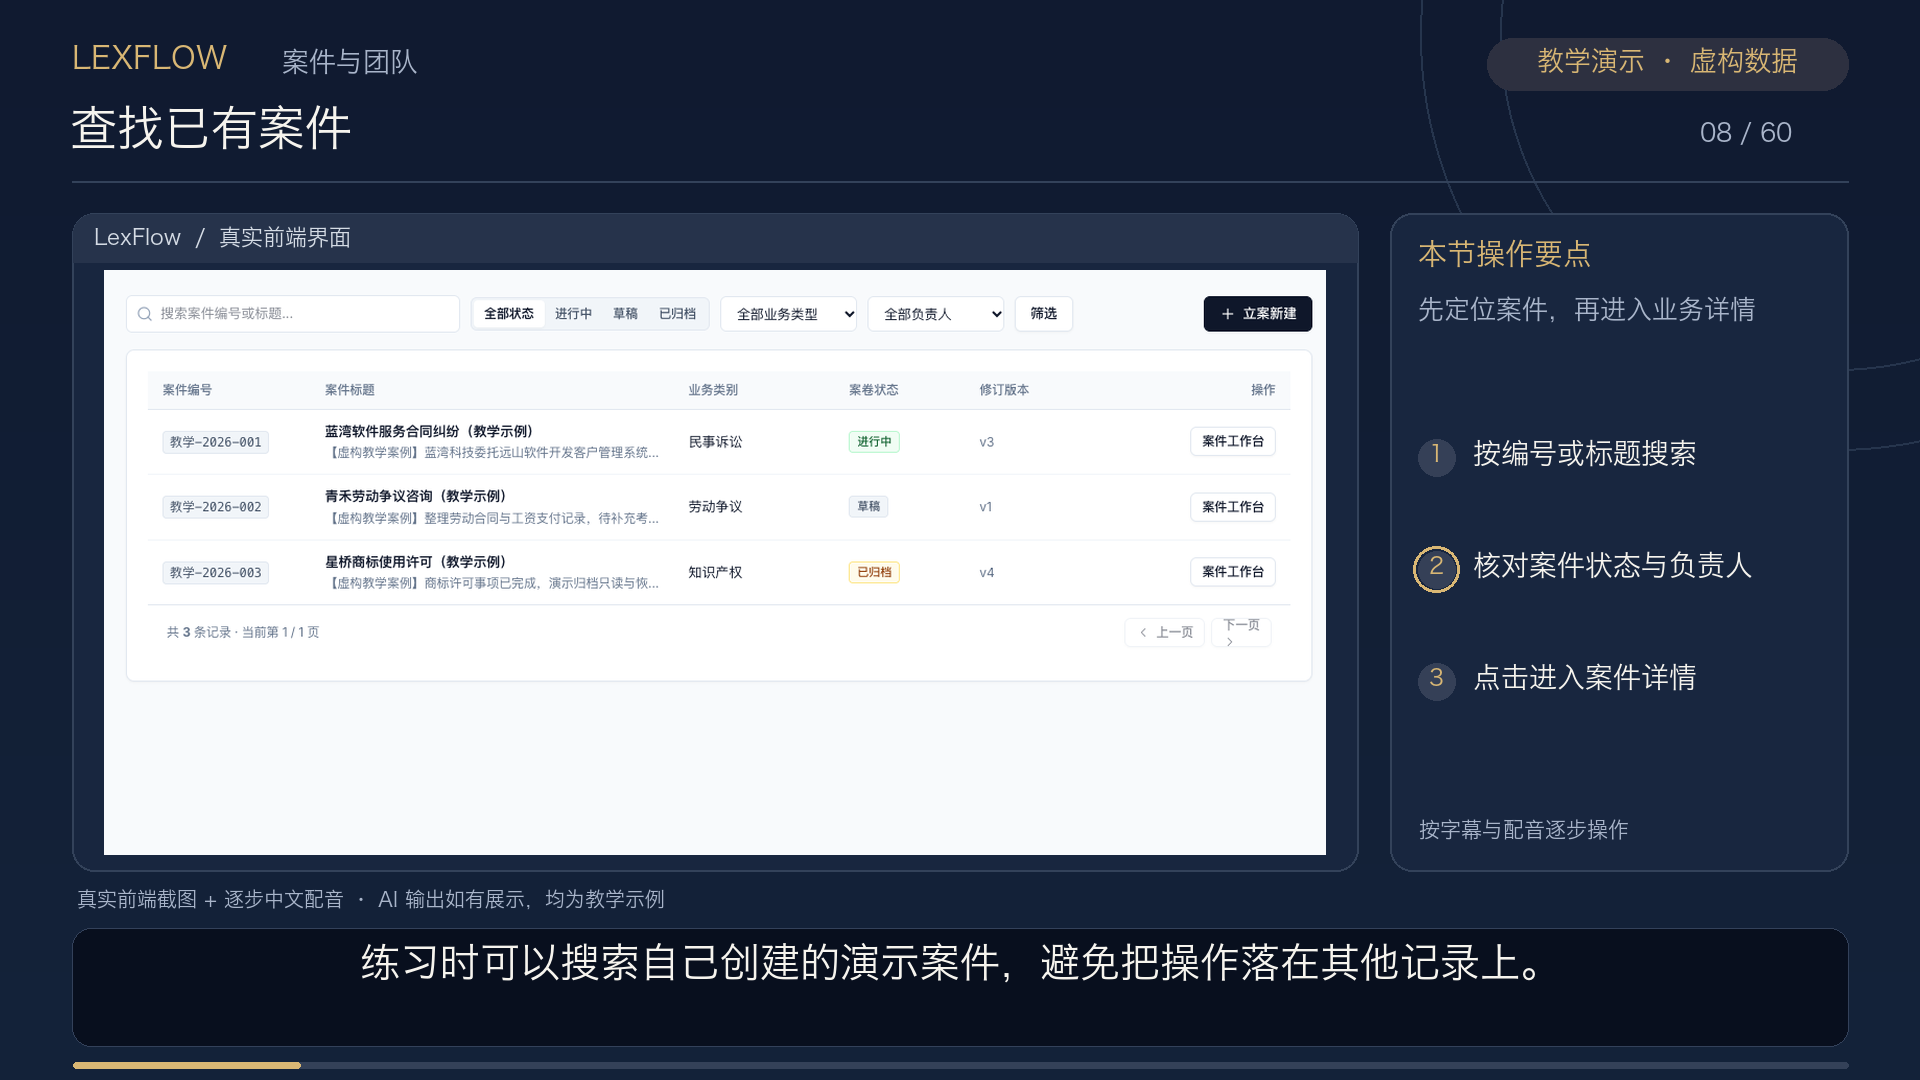 LEXFLOW 案件与团队
教学演示 · 虚构数据
查找已有案件
08 / 60
LexFlow / 真实前端界面
搜索案件编号或标题...
全部状态 进行中 草稿 已归档
全部业务类型
全部负责人
筛选
+ 立案新建
案件编号 案件标题 业务类别 案卷状态 修订版本 操作
教学-2026-001 蓝湾软件服务合同纠纷（教学示例） 民事诉讼 进行中 v3 案件工作台
【虚构教学案例】蓝湾科技委托远山软件开发客户管理系统...
教学-2026-002 青禾劳动争议咨询（教学示例） 劳动争议 草稿 v1 案件工作台
【虚构教学案例】整理劳动合同与工资支付记录，待补充考...
教学-2026-003 星桥商标使用许可（教学示例） 知识产权 已归档 v4 案件工作台
【虚构教学案例】商标许可事项已完成，演示归档只读与恢...
共 3 条记录 · 当前第 1 / 1 页
< 上一页
下一页 >
本节操作要点
先定位案件，再进入业务详情
1 按编号或标题搜索
2 核对案件状态与负责人
3 点击进入案件详情
按字幕与配音逐步操作
真实前端截图 + 逐步中文配音 · AI 输出如有展示，均为教学示例
练习时可以搜索自己创建的演示案件，避免把操作落在其他记录上。